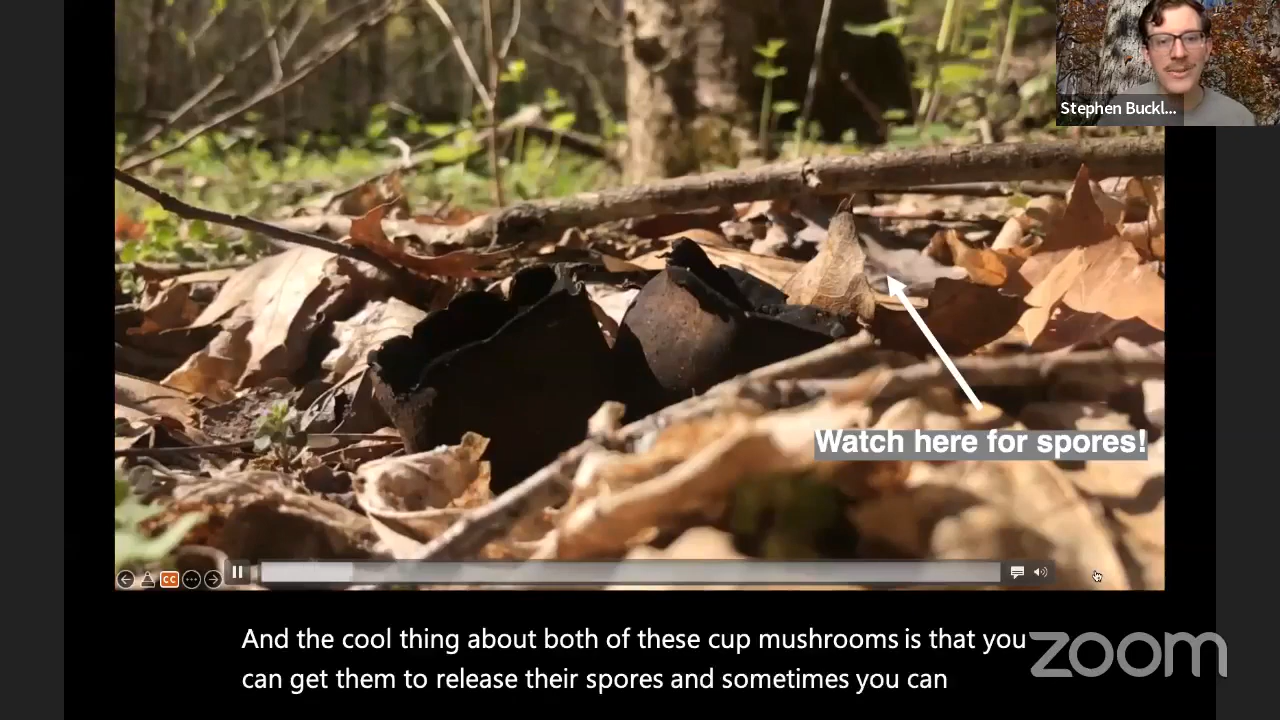 Stephen Buckl...
Watch here for spores!
CC
And the cool thing about both of these cup mushrooms is that you
can get them to release their spores and sometimes you can
zoom